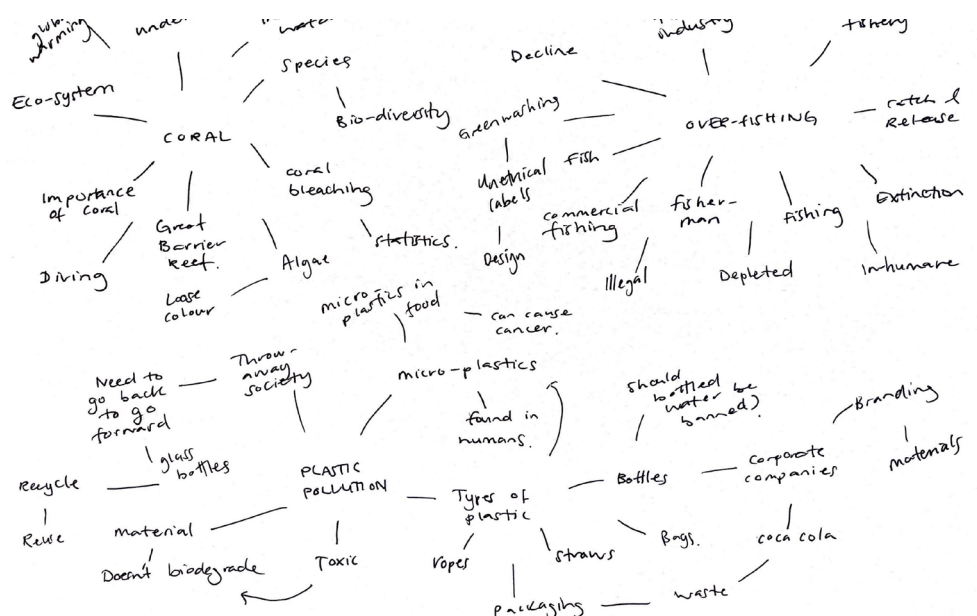 warming
Eco-system
Species
Bio-diversity
CORAL
Importance
of coral
Great
Barrier
Reef.
coral
bleaching
statistics.
Diving
Algae
Loose
colour
Decline
industry
fishery
Greenwashing
OVER-FISHING
catch &
Release
Unethical
labels
Design
Fish
commercial
fishing
Illegal
fisher-
man
Depleted
fishing
Extinction
Inhumane
micro-
plastics in
food
can cause
cancer.
micro-plastics
found in
humans.
Throw-
away
society
Need to
go back
to go
forward
glass
bottles
Recycle
Reuse
PLASTIC
POLLUTION
material
Doesn't biodegrade
Toxic
Types of
plastic
ropes
straws
packaging
waste
Bags.
Bottles
should
bottled
water be
banned?
corporate
companies
Branding
materials
coca cola